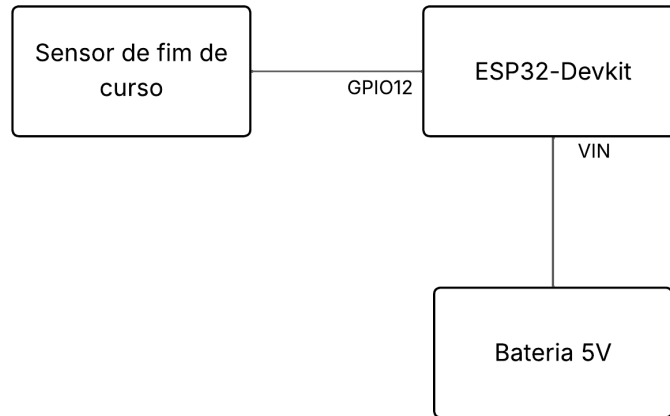 Sensor de fim de
curso
GPIO12
ESP32-Devkit
VIN
Bateria 5V